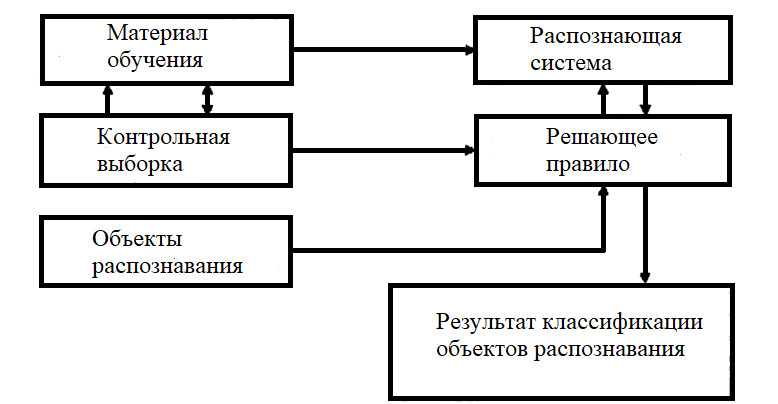 Материал
обучения
Распознающая
система
Контрольная
выборка
Решающее
правило
Объекты
распознавания
Результат классификации
объектов распознавания